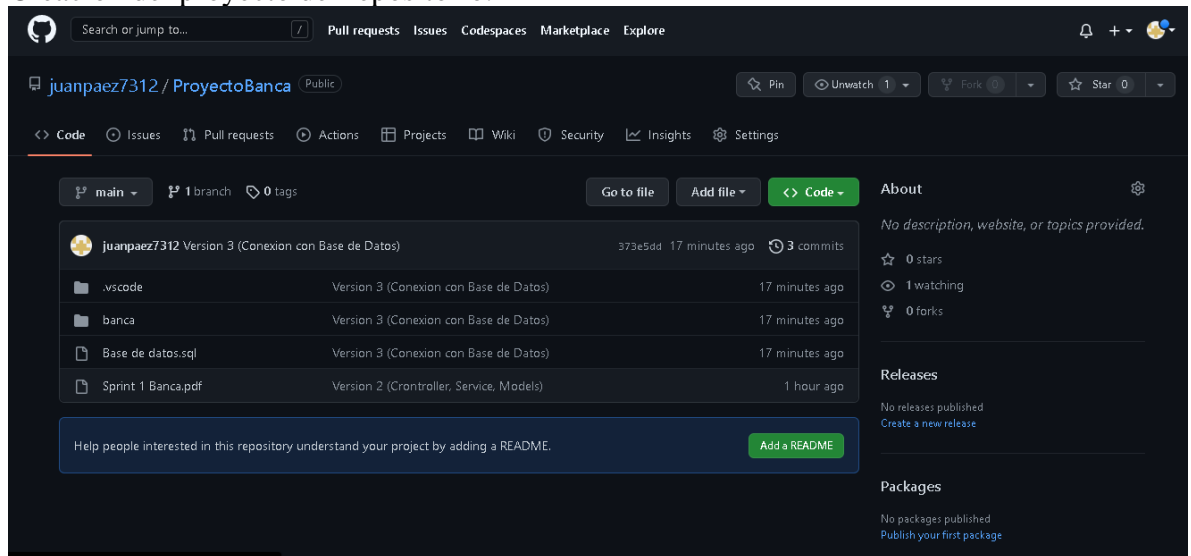 Search or jump to... / Pull requests Issues Codespaces Marketplace Explore
juanpaez7312 / ProyectoBanca Public Pin Unwatch 1 Fork 0 Star 0
<> Code Issues Pull requests Actions Projects Wiki Security Insights Settings
main 1 branch 0 tags Go to file Add file <> Code
juanpaez7312 Version 3 (Conexion con Base de Datos) 373e5dd 17 minutes ago 3 commits
.vscode Version 3 (Conexion con Base de Datos) 17 minutes ago
banca Version 3 (Conexion con Base de Datos) 17 minutes ago
Base de datos.sql Version 3 (Conexion con Base de Datos) 17 minutes ago
Sprint 1 Banca.pdf Version 2 (Crontroller, Service, Models) 1 hour ago
Help people interested in this repository understand your project by adding a README. Add a README
About
No description, website, or topics provided.
0 stars
1 watching
0 forks
Releases
No releases published
Create a new release
Packages
No packages published
Publish your first package